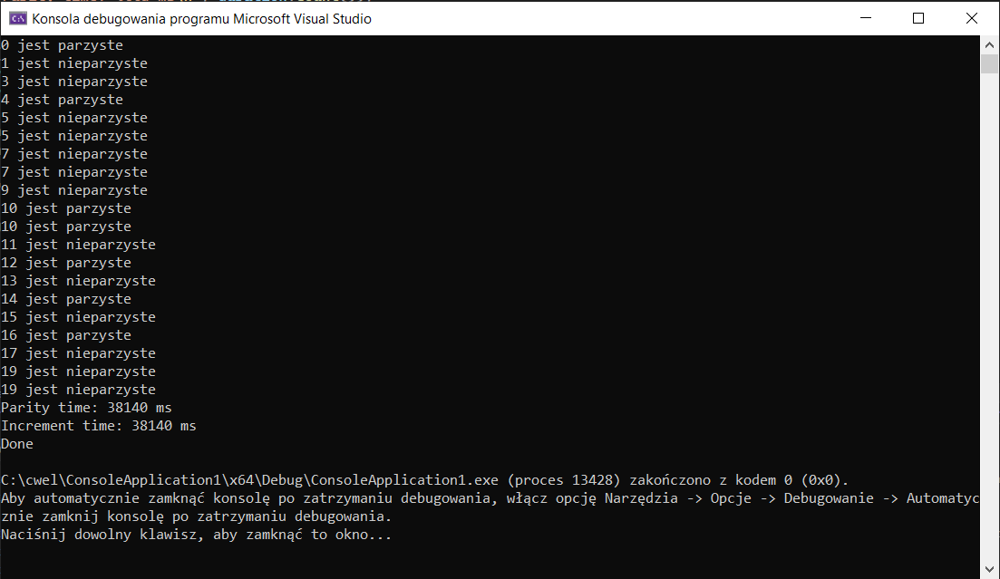 Konsola debugowania programu Microsoft Visual Studio
0 jest parzyste
1 jest nieparzyste
3 jest nieparzyste
4 jest parzyste
5 jest nieparzyste
5 jest nieparzyste
7 jest nieparzyste
7 jest nieparzyste
9 jest nieparzyste
10 jest parzyste
10 jest parzyste
11 jest nieparzyste
12 jest parzyste
13 jest nieparzyste
14 jest parzyste
15 jest nieparzyste
16 jest parzyste
17 jest nieparzyste
19 jest nieparzyste
19 jest nieparzyste
Parity time: 38140 ms
Increment time: 38140 ms
Done
C:\cwel\ConsoleApplication1\x64\Debug\ConsoleApplication1.exe (proces 13428) zakończono z kodem 0 (0x0).
Aby automatycznie zamknąć konsolę po zatrzymaniu debugowania, włącz opcję Narzędzia -> Opcje -> Debugowanie -> Automatyc
znie zamknij konsolę po zatrzymaniu debugowania.
Naciśnij dowolny klawisz, aby zamknąć to okno...